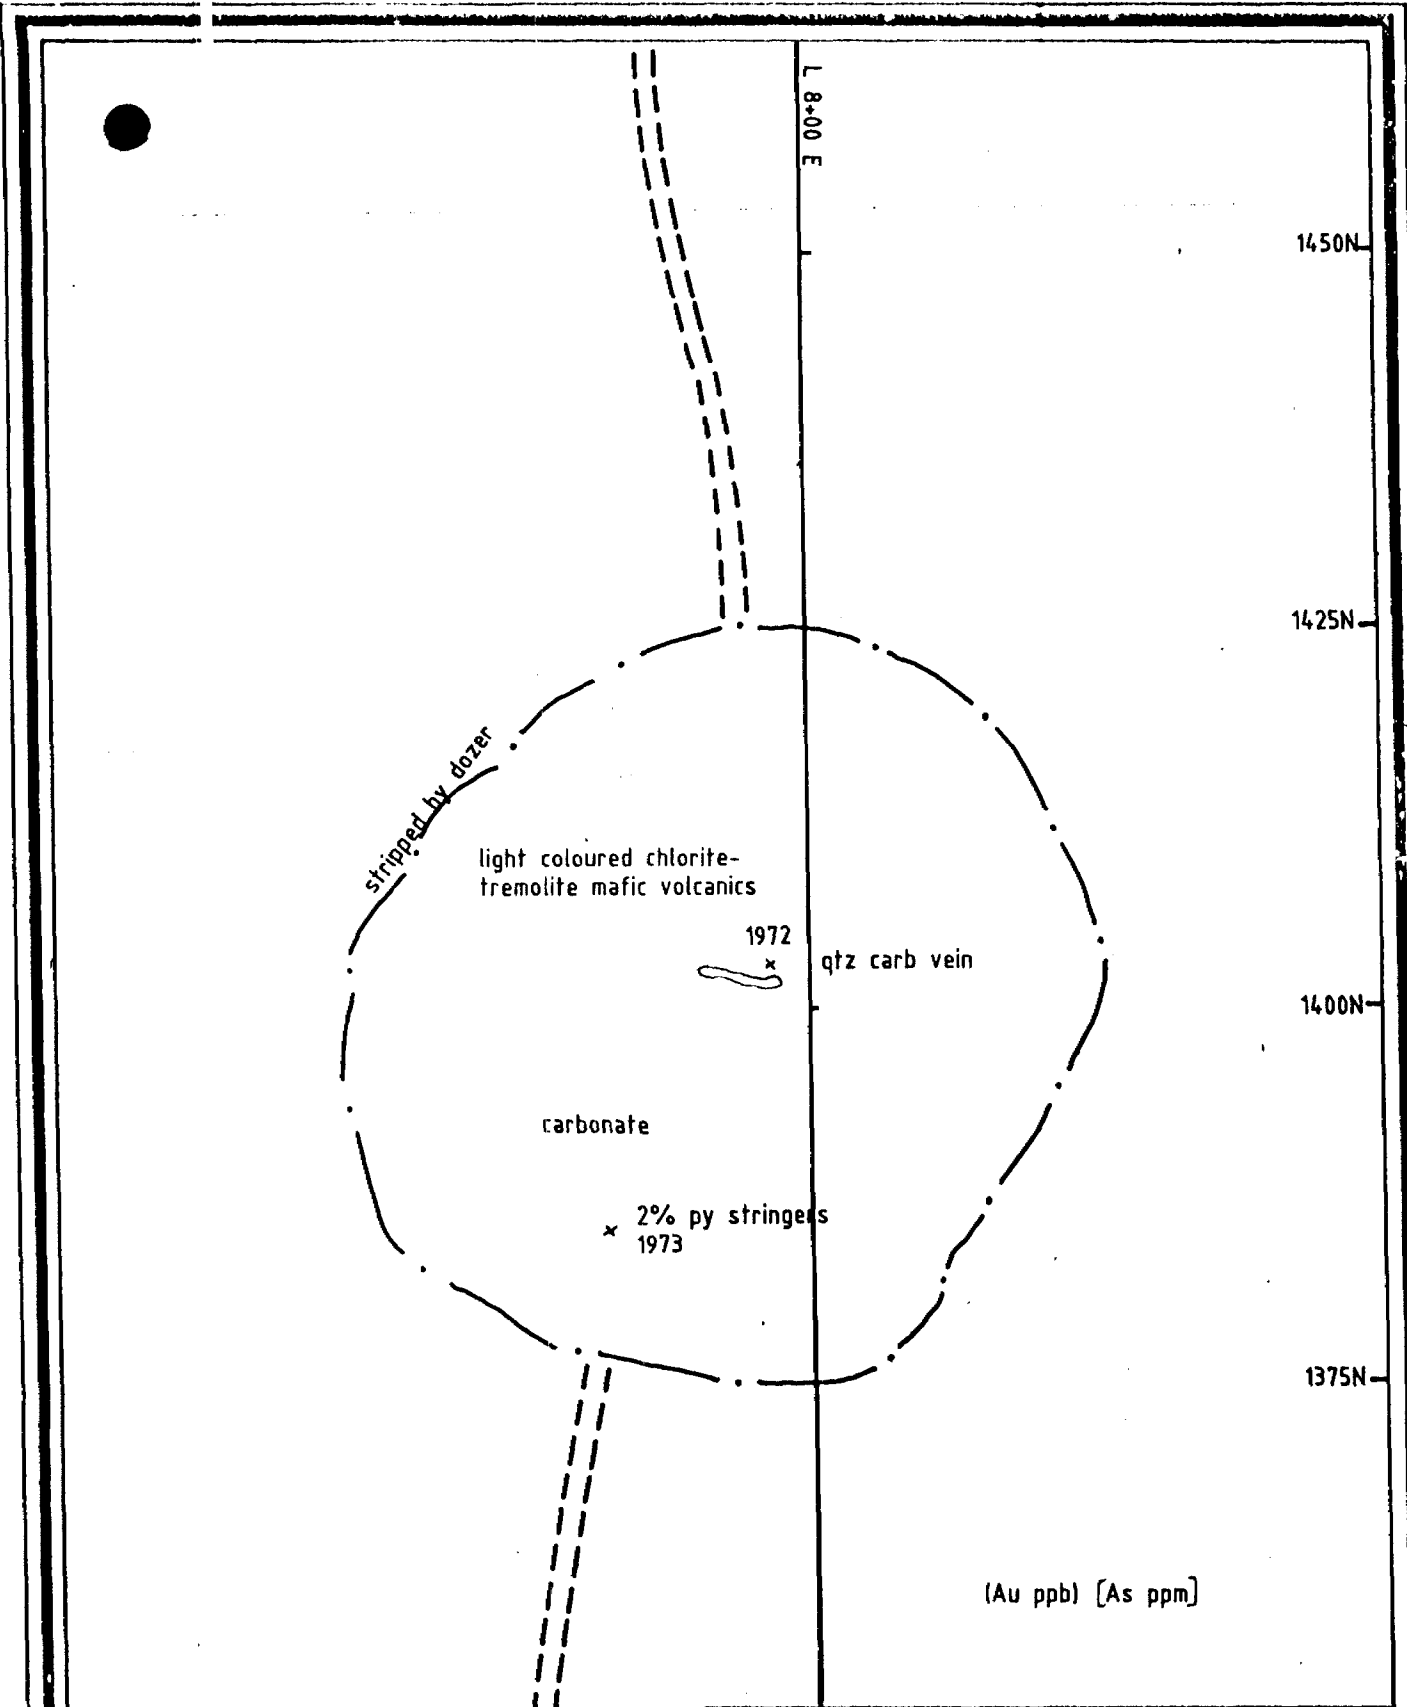 L 8+00 E
1450N
1425N
stripped by dozer
light coloured chlorite-
tremolite mafic volcanics
1972
qtz carb vein
1400N
carbonate
2% py stringers
1973
1375N
(Au ppb) [As ppm]